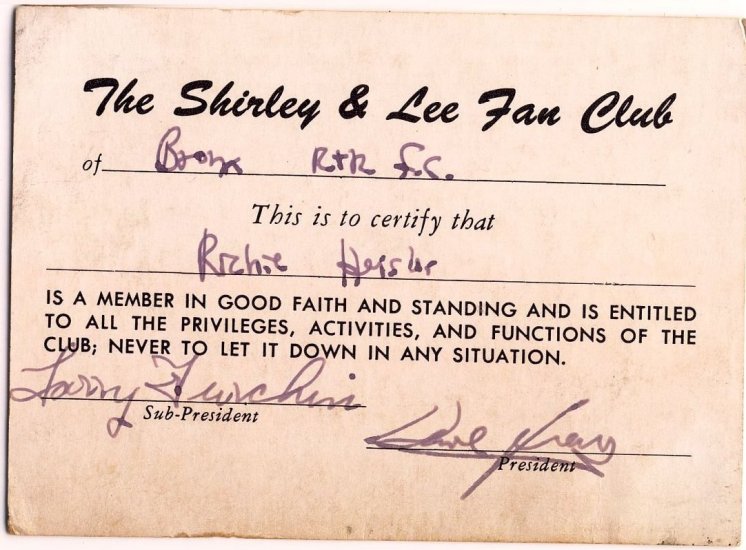 The Shirley & Lee Fan Club
of Bronx R+R F.C.
This is to certify that
Richie Heisler
IS A MEMBER IN GOOD FAITH AND STANDING AND IS ENTITLED
TO ALL THE PRIVILEGES, ACTIVITIES, AND FUNCTIONS OF THE
CLUB; NEVER TO LET IT DOWN IN ANY SITUATION.
Larry
Sub-President
President